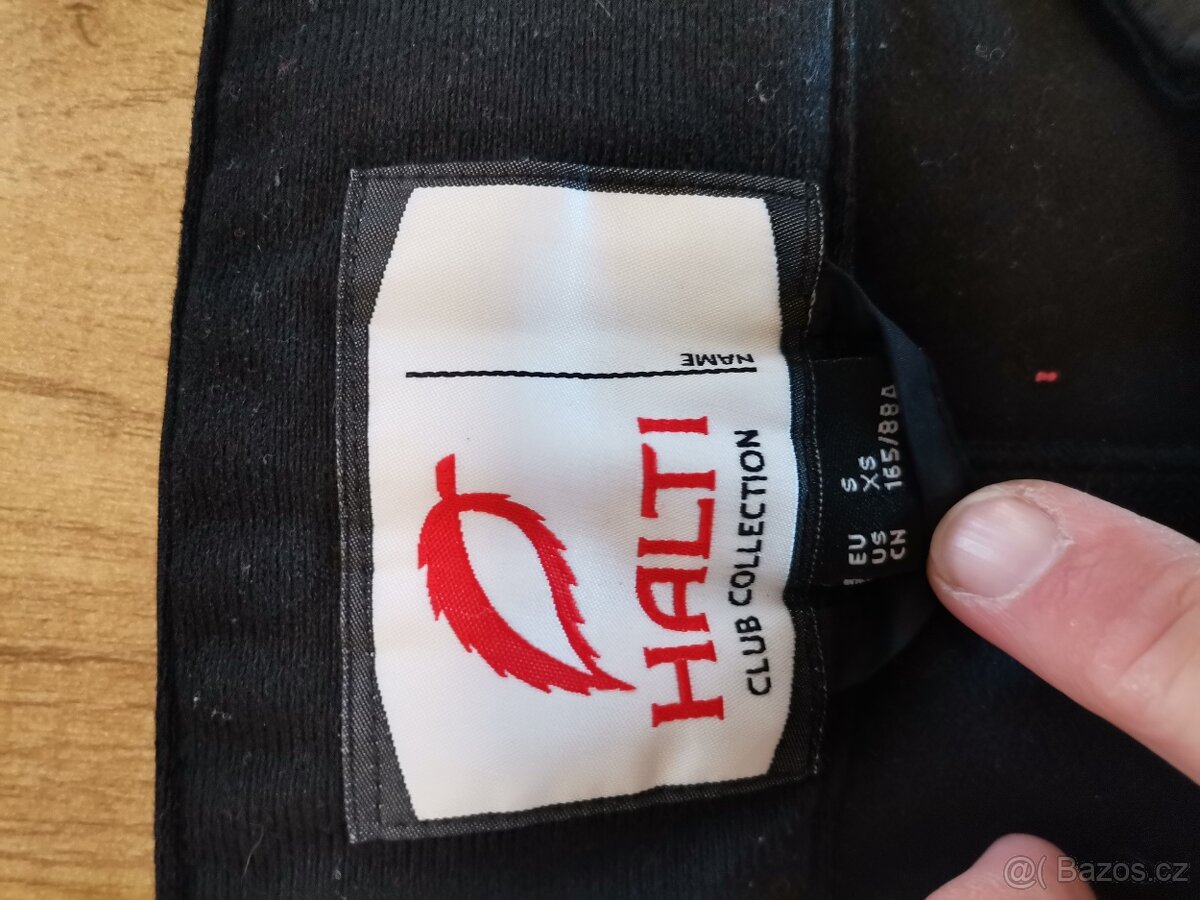 HALTI
CLUB COLLECTION
NAME
EU S
US XS
CN 165/88A
@( Bazos.cz